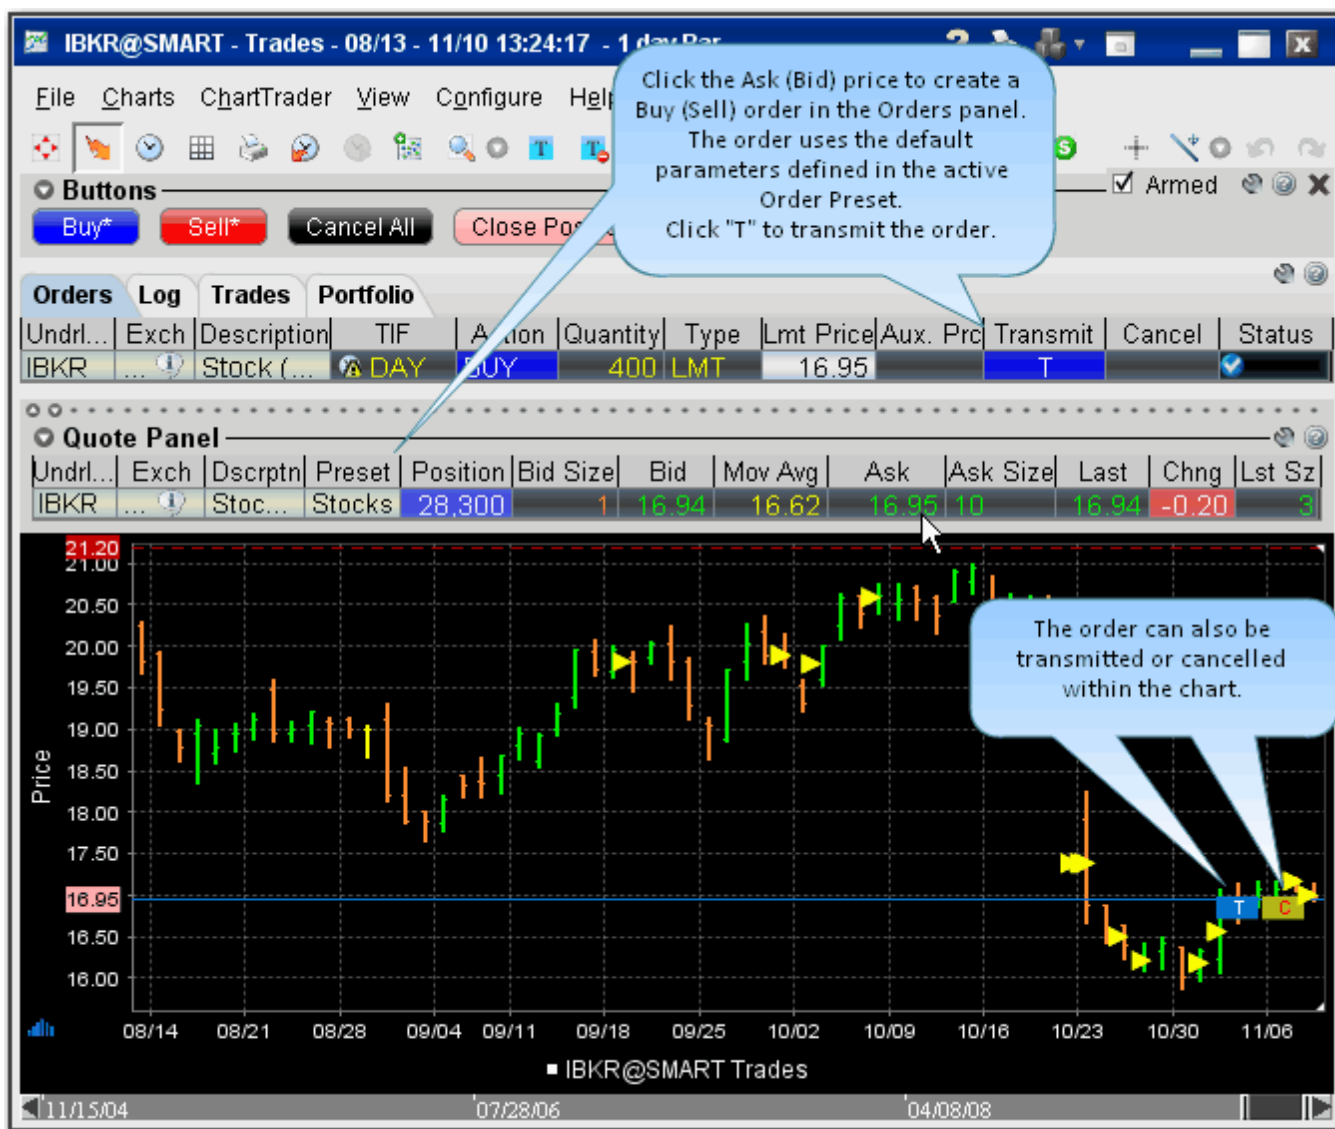 IBKR@SMART - Trades - 08/13 - 11/10 13:24:17 - 1 day Bar
File Charts ChartTrader View Configure Help
Click the Ask (Bid) price to create a
Buy (Sell) order in the Orders panel.
The order uses the default
parameters defined in the active
Order Preset.
Click "T" to transmit the order.
T T S
Buttons
Armed
Buy* Sell* Cancel All Close
Orders Log Trades Portfolio
Undrl... Exch Description TIF Action Quantity Type Lmt Price Aux. Prc Transmit Cancel Status
IBKR ... Stock (... DAY BUY 400 LMT 16.95 T
Quote Panel
Undrl... Exch Dscrptn Preset Position Bid Size Bid Mov Avg Ask Ask Size Last Chng Lst Sz
IBKR ... Stoc... Stocks 28,300 1 16.94 16.62 16.95 10 16.94 -0.20 3
21.20
21.00
20.50
20.00
19.50
19.00
18.50
18.00
17.50
16.95
16.50
16.00
Price
The order can also be
transmitted or cancelled
within the chart.
T C
08/14 08/21 08/28 09/04 09/11 09/18 09/25 10/02 10/09 10/16 10/23 10/30 11/06
IBKR@SMART Trades
11/15/04 07/28/06 04/08/08